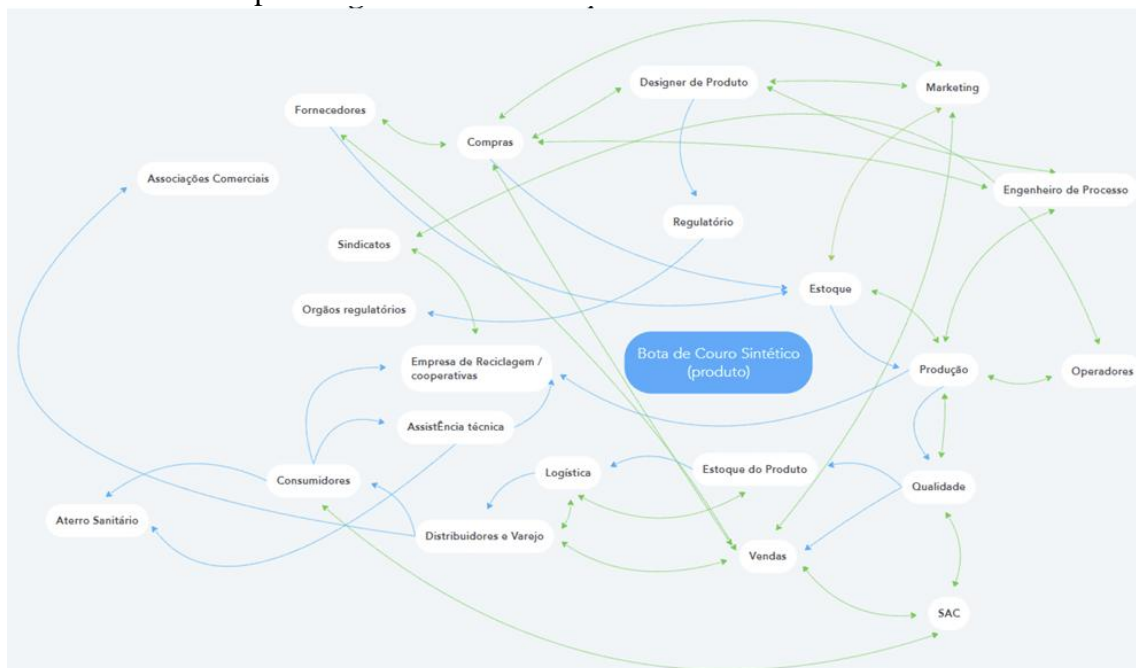 Designer de Produto
Marketing
Fornecedores
Compras
Associações Comerciais
Engenheiro de Processo
Regulatório
Sindicatos
Estoque
Orgãos regulatórios
Bota de Couro Sintético
(produto)
Empresa de Reciclagem /
cooperativas
Produção
Operadores
AssistÊncia técnica
Estoque do Produto
Logística
Consumidores
Qualidade
Aterro Sanitário
Distribuidores e Varejo
Vendas
SAC